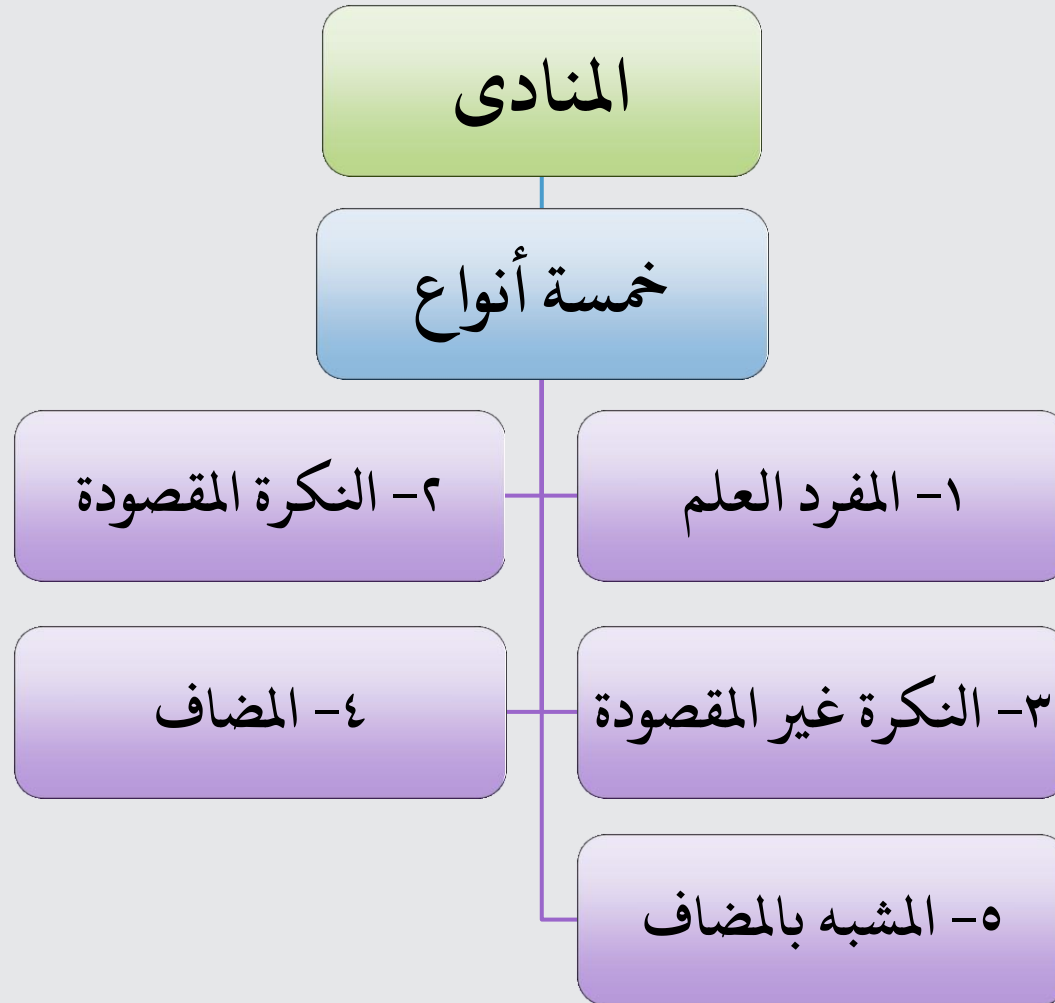 المنادى
خمسة أنواع
١- المفرد العلم
٢- النكرة المقصودة
٣- النكرة غير المقصودة
٤- المضاف
٥- المشبه بالمضاف